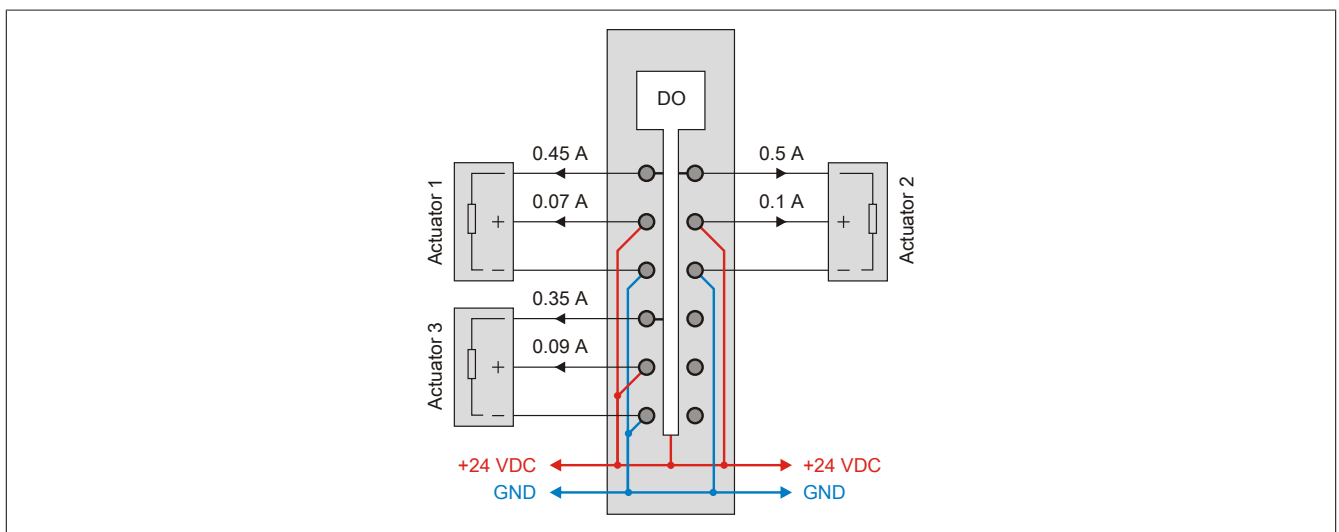 DO
0.45 A
0.5 A
0.07 A
0.1 A
Actuator 1
+
+
Actuator 2
0.35 A
0.09 A
Actuator 3
+
+24 VDC
+24 VDC
GND
GND